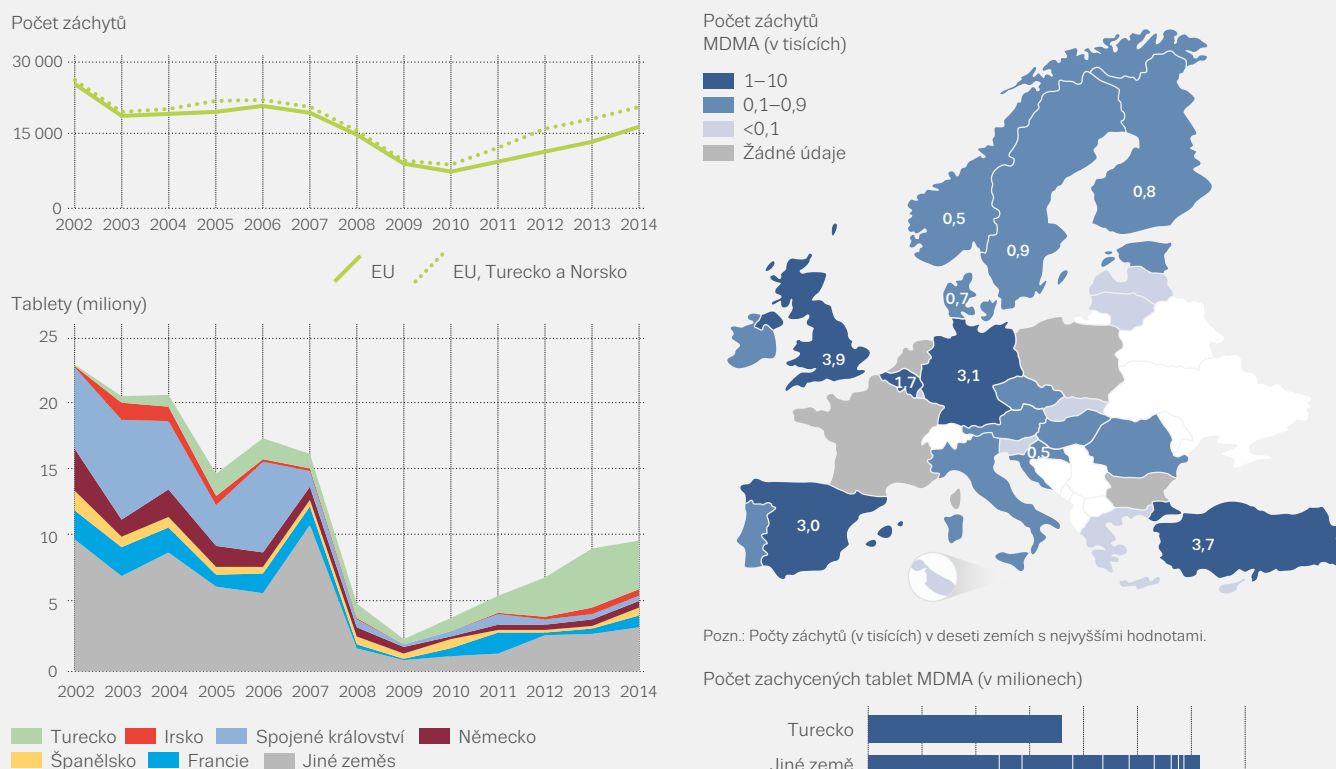 Počet záchytů
30 000
15 000
0
2002 2003 2004 2005 2006 2007 2008 2009 2010 2011 2012 2013 2014
EU
EU, Turecko a Norsko
Tablety (miliony)
25
20
15
10
5
0
2002 2003 2004 2005 2006 2007 2008 2009 2010 2011 2012 2013 2014
Turecko Irsko Spojené království Německo
Španělsko Francie Jiné zeměs
Počet záchytů
MDMA (v tisících)
1–10
0,1–0,9
<0,1
Žádné údaje
0,8
0,5
0,9
0,7
3,9
3,1
1,7
0,5
3,0
3,7
Pozn.: Počty záchytů (v tisících) v deseti zemích s nejvyššími hodnotami.
Počet zachycených tablet MDMA (v milionech)
Turecko
Jiné země